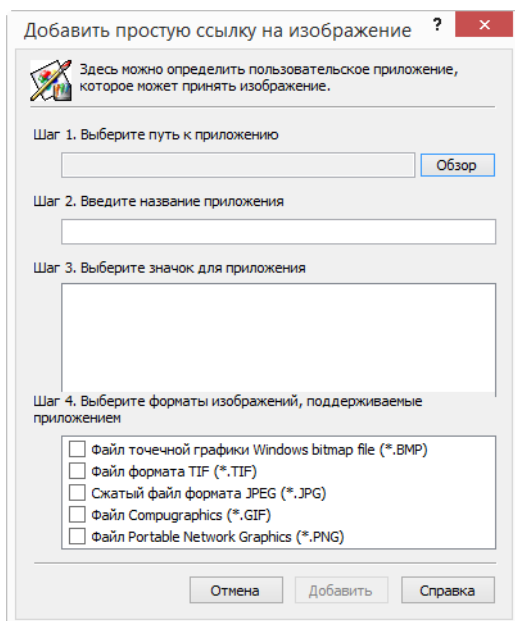 Добавить простую ссылку на изображение ? ×
Здесь можно определить пользовательское приложение,
которое может принять изображение.
Шаг 1. Выберите путь к приложению
Обзор
Шаг 2. Введите название приложения
Шаг 3. Выберите значок для приложения
Шаг 4. Выберите форматы изображений, поддерживаемые
приложением
Файл точечной графики Windows bitmap file (*.BMP)
Файл формата TIF (*.TIF)
Сжатый файл формата JPEG (*.JPG)
Файл Compugraphics (*.GIF)
Файл Portable Network Graphics (*.PNG)
Отмена Добавить Справка